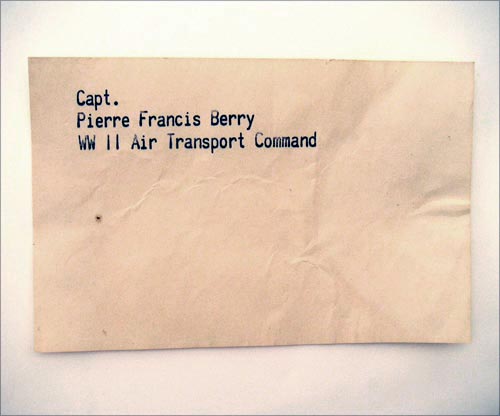 Capt.
Pierre Francis Berry
WW II Air Transport Command